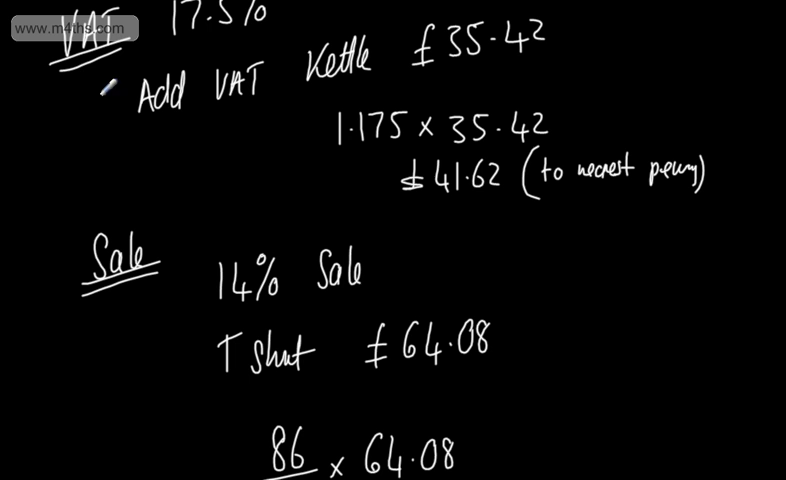 www.m4ths.com
VAT 17.5%
Add VAT Kettle £35.42
1.175 × 35.42
£41.62 (to nearest penny)
Sale
14% Sale
T Shirt £64.08
86 × 64.08